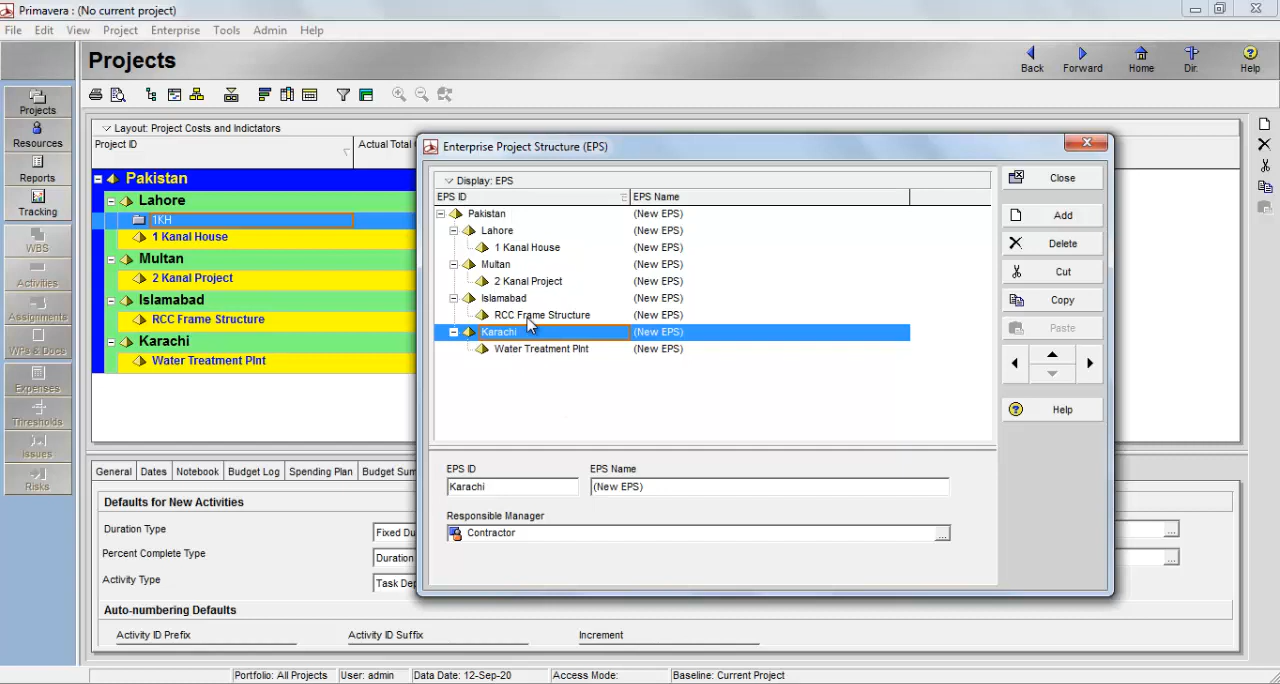 Primavera : (No current project)
File Edit View Project Enterprise Tools Admin Help
Projects
Back Forward Home Dir. Help
Projects
Resources
Reports
Tracking
WBS
Activities
Assignments
WPs & Docs
Expenses
Thresholds
Issues
Risks
Layout: Project Costs and Indictators
Project ID
Actual Total
Pakistan
Lahore
1KH
1 Kanal House
Multan
2 Kanal Project
Islamabad
RCC Frame Structure
Karachi
Water Treatment Plnt
Enterprise Project Structure (EPS)
Display: EPS
EPS ID EPS Name
Pakistan (New EPS)
Lahore (New EPS)
1 Kanal House (New EPS)
Multan (New EPS)
2 Kanal Project (New EPS)
Islamabad (New EPS)
RCC Frame Structure (New EPS)
Karachi (New EPS)
Water Treatment Plnt (New EPS)
Close
Add
Delete
Cut
Copy
Paste
Help
EPS ID EPS Name
Karachi (New EPS)
Responsible Manager
Contractor
...
General Dates Notebook Budget Log Spending Plan Budget Sum
Defaults for New Activities
Duration Type Fixed Du
Percent Complete Type Duration
Activity Type Task Dep
...
...
Auto-numbering Defaults
Activity ID Prefix Activity ID Suffix Increment
Portfolio: All Projects User: admin Data Date: 12-Sep-20 Access Mode: Baseline: Current Project